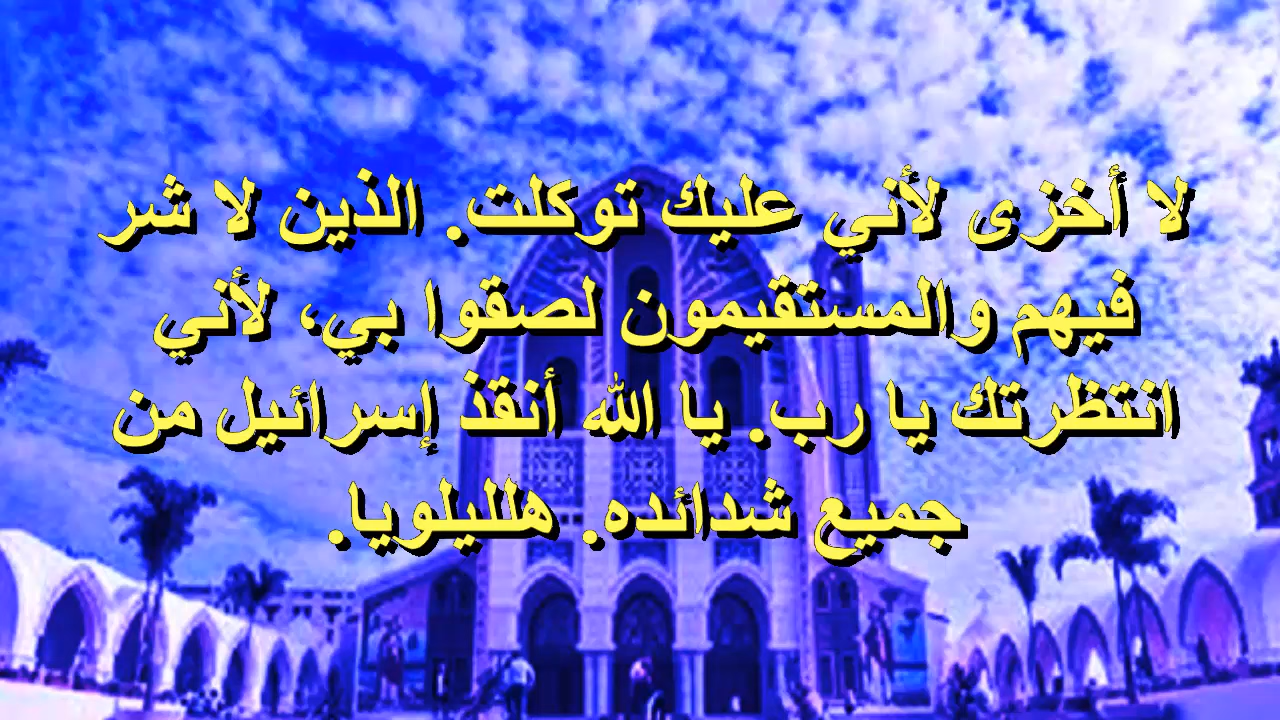 لا أخزى لأني عليك توكلت. الذين لا شر
فيهم والمستقيمون لصقوا بي، لأني
انتظرتك يا رب. يا الله أنقذ إسرائيل من
جميع شدائده. هلليلويا.